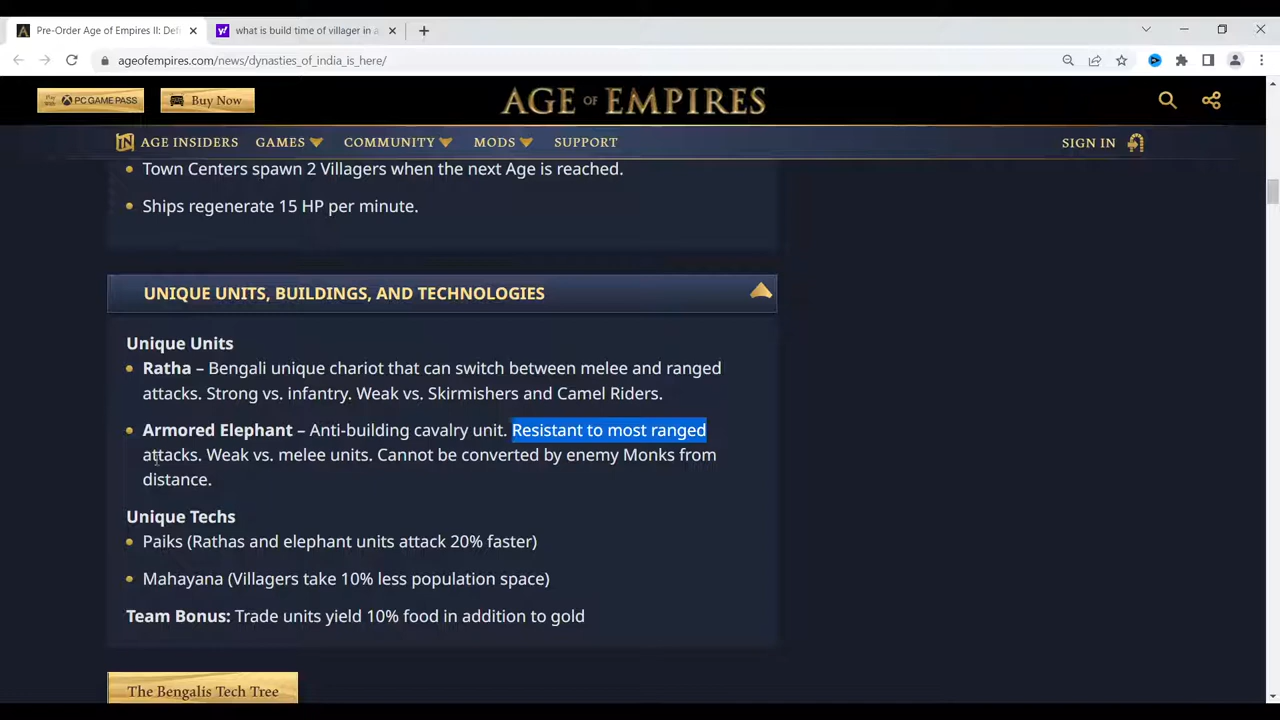 Pre-Order Age of Empires II: Defi
what is build time of villager in a
ageofempires.com/news/dynasties_of_india_is_here/
PLAY WITH PC GAME PASS
Buy Now
AGE OF EMPIRES
AGE INSIDERS GAMES COMMUNITY MODS SUPPORT
SIGN IN
Town Centers spawn 2 Villagers when the next Age is reached.
Ships regenerate 15 HP per minute.
UNIQUE UNITS, BUILDINGS, AND TECHNOLOGIES
Unique Units
Ratha – Bengali unique chariot that can switch between melee and ranged
attacks. Strong vs. infantry. Weak vs. Skirmishers and Camel Riders.
Armored Elephant – Anti-building cavalry unit. Resistant to most ranged
attacks. Weak vs. melee units. Cannot be converted by enemy Monks from
distance.
Unique Techs
Paiks (Rathas and elephant units attack 20% faster)
Mahayana (Villagers take 10% less population space)
Team Bonus: Trade units yield 10% food in addition to gold
The Bengalis Tech Tree